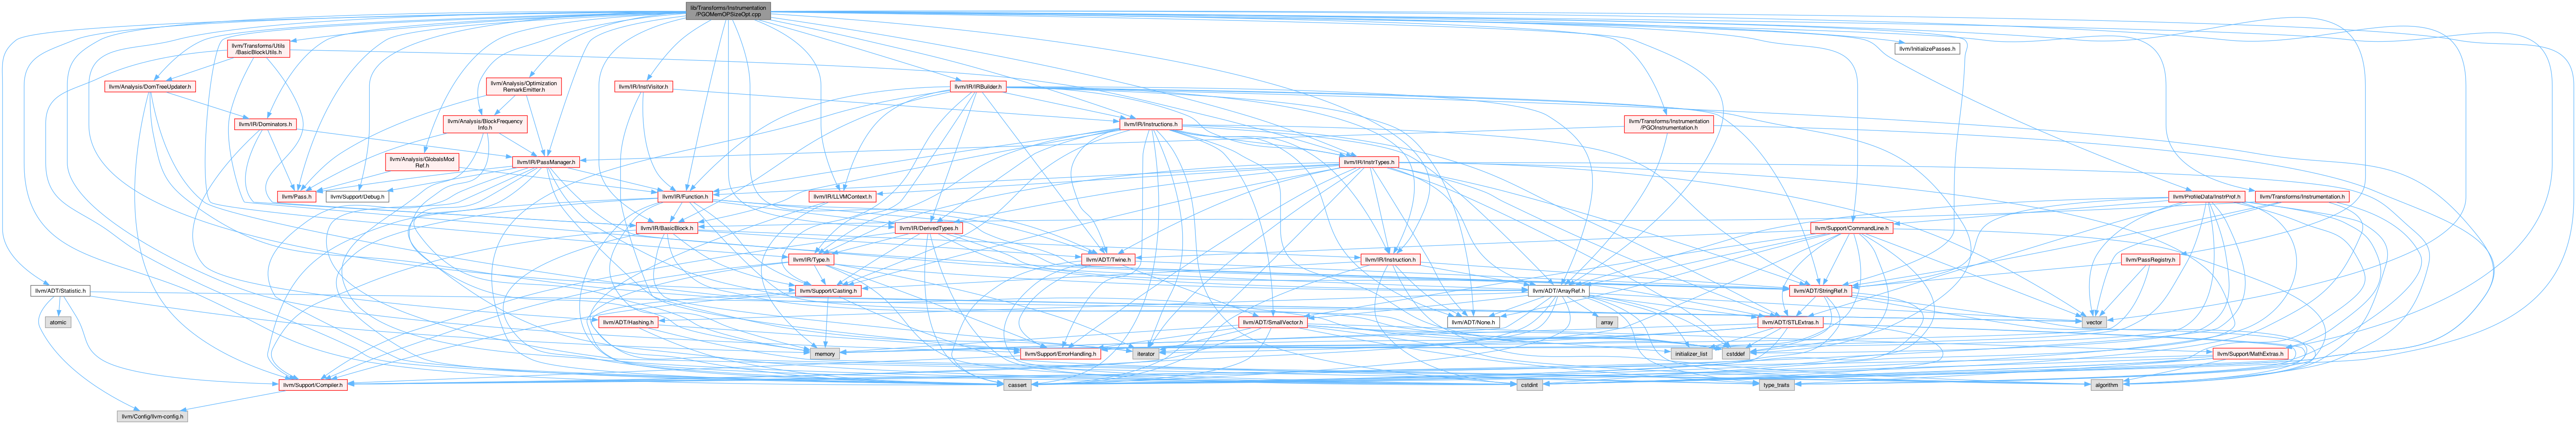 lib/Transforms/Instrumentation
/PGOMemOPSizeOpt.cpp
llvm/Transforms/Utils
/BasicBlockUtils.h
llvm/InitializePasses.h
llvm/Analysis/DomTreeUpdater.h
llvm/Analysis/Optimization
RemarkEmitter.h
llvm/IR/InstVisitor.h
llvm/IR/IRBuilder.h
llvm/IR/Dominators.h
llvm/Analysis/BlockFrequency
Info.h
llvm/IR/Instructions.h
llvm/Transforms/Instrumentation
/PGOInstrumentation.h
llvm/Analysis/GlobalsMod
Ref.h
llvm/IR/PassManager.h
llvm/IR/InstrTypes.h
llvm/Pass.h
llvm/Support/Debug.h
llvm/IR/Function.h
llvm/IR/LLVMContext.h
llvm/ProfileData/InstrProf.h
llvm/Transforms/Instrumentation.h
llvm/IR/BasicBlock.h
llvm/IR/DerivedTypes.h
llvm/Support/CommandLine.h
llvm/IR/Type.h
llvm/ADT/Twine.h
llvm/IR/Instruction.h
llvm/PassRegistry.h
llvm/ADT/Statistic.h
llvm/Support/Casting.h
llvm/ADT/ArrayRef.h
llvm/ADT/StringRef.h
atomic
llvm/ADT/Hashing.h
llvm/ADT/SmallVector.h
llvm/ADT/None.h
array
llvm/ADT/STLExtras.h
vector
memory
llvm/Support/ErrorHandling.h
iterator
initializer_list
cstddef
llvm/Support/MathExtras.h
llvm/Support/Compiler.h
cassert
cstdint
type_traits
algorithm
llvm/Config/llvm-config.h